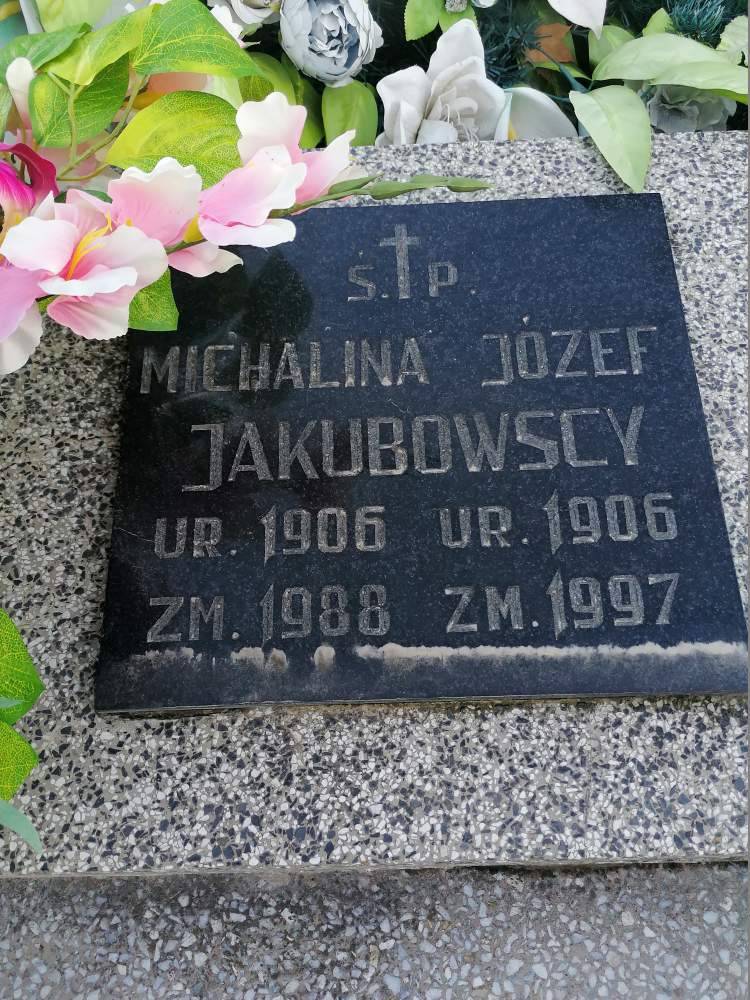 Ś.P.
MICHALINA JÓZEF
JAKUBOWSCY
UR. 1906 UR. 1906
ZM. 1988 ZM. 1997